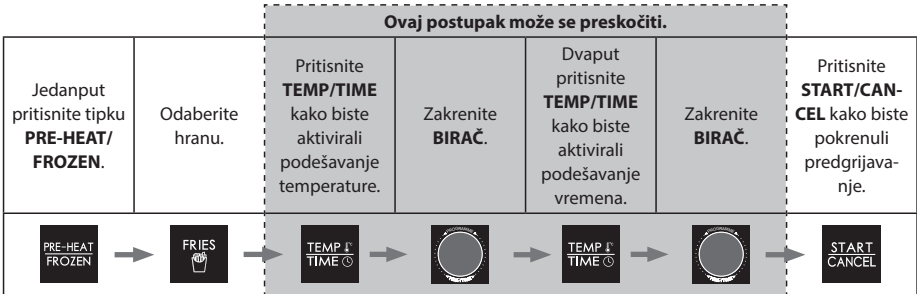 Ovaj postupak može se preskočiti.
Jedanput
pritisnite tipku
PRE-HEAT/
FROZEN.
Odaberite
hranu.
Pritisnite
TEMP/TIME
kako biste
aktivirali
podešavanje
temperature.
Zakrenite
BIRAČ.
Dvaput
pritisnite
TEMP/TIME
kako biste
aktivirali
podešavanje
vremena.
Zakrenite
BIRAČ.
Pritisnite
START/CAN-
CEL kako biste
pokrenuli
predgrijava-
nje.
PRE-HEAT
FROZEN
FRIES
TEMP
TIME
TEMP
TIME
START
CANCEL